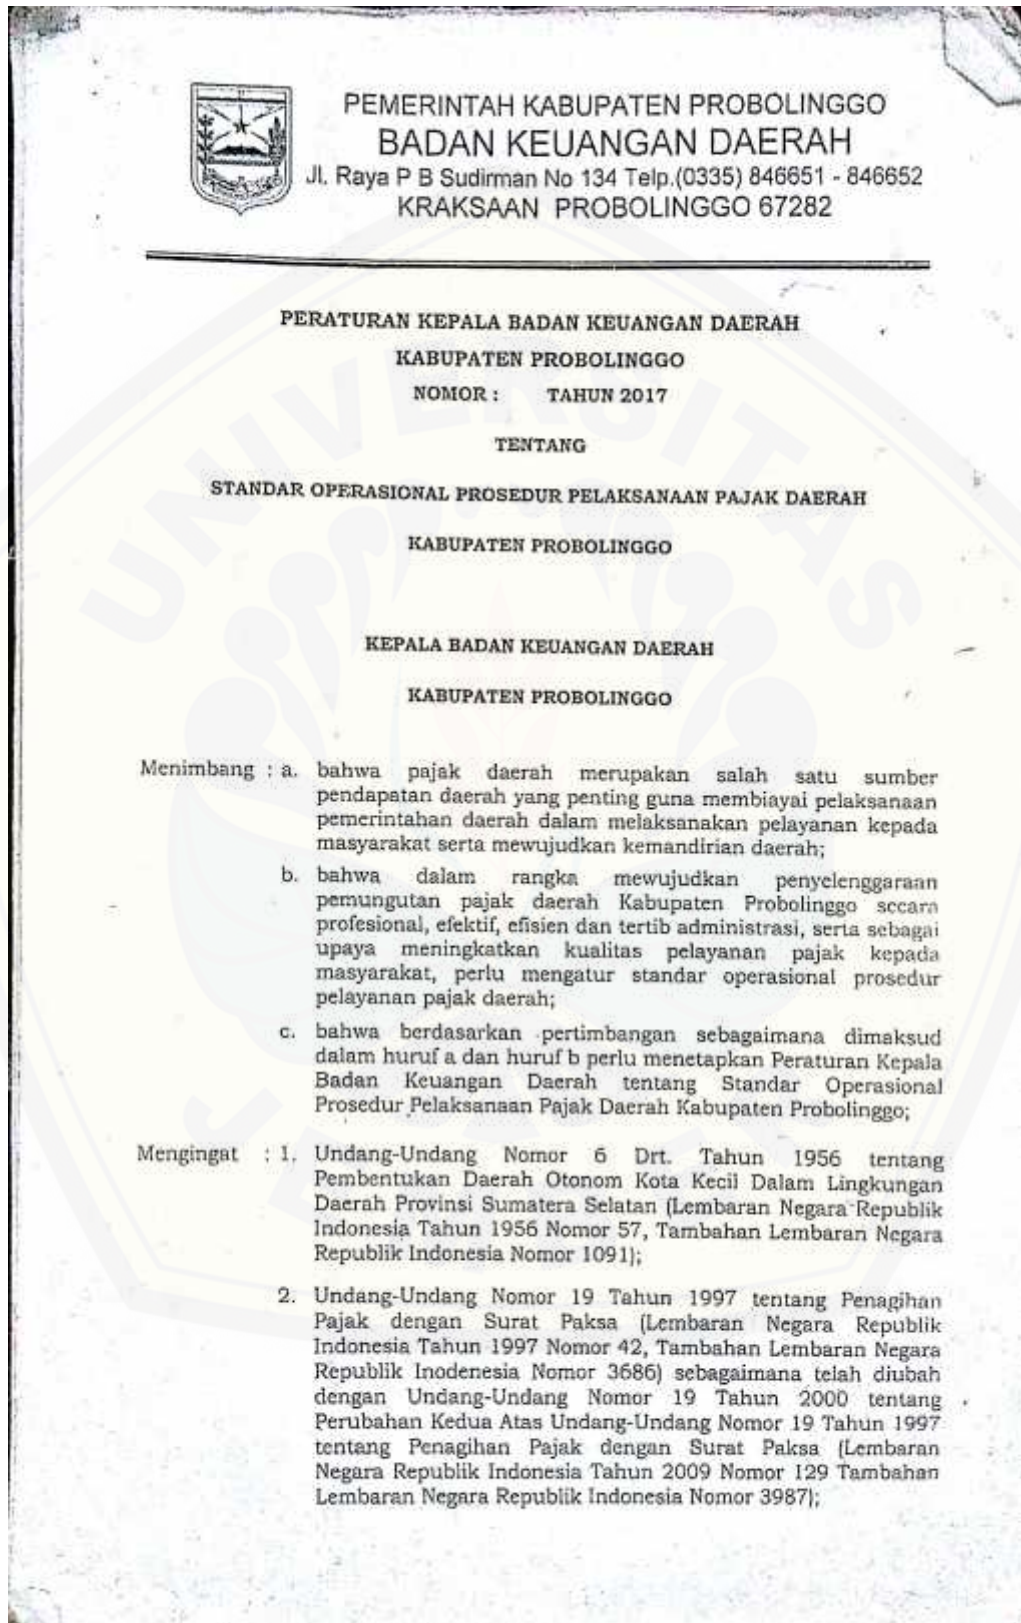 PEMERINTAH KABUPATEN PROBOLINGGO
BADAN KEUANGAN DAERAH
Jl. Raya P B Sudirman No 134 Telp.(0335) 846651 - 846652
KRAKSAAN PROBOLINGGO 67282
PERATURAN KEPALA BADAN KEUANGAN DAERAH
KABUPATEN PROBOLINGGO
NOMOR : TAHUN 2017
TENTANG
STANDAR OPERASIONAL PROSEDUR PELAKSANAAN PAJAK DAERAH
KABUPATEN PROBOLINGGO
KEPALA BADAN KEUANGAN DAERAH
KABUPATEN PROBOLINGGO
Menimbang : a. bahwa pajak daerah merupakan salah satu sumber
pendapatan daerah yang penting guna membiayai pelaksanaan
pemerintahan daerah dalam melaksanakan pelayanan kepada
masyarakat serta mewujudkan kemandirian daerah;
b. bahwa dalam rangka mewujudkan penyelenggaraan
pemungutan pajak daerah Kabupaten Probolinggo secara
profesional, efektif, efisien dan tertib administrasi, serta sebagai
upaya meningkatkan kualitas pelayanan pajak kepada
masyarakat, perlu mengatur standar operasional prosedur
pelayanan pajak daerah;
c. bahwa berdasarkan pertimbangan sebagaimana dimaksud
dalam huruf a dan huruf b perlu menetapkan Peraturan Kepala
Badan Keuangan Daerah tentang Standar Operasional
Prosedur Pelaksanaan Pajak Daerah Kabupaten Probolinggo;
Mengingat : 1. Undang-Undang Nomor 6 Drt. Tahun 1956 tentang
Pembentukan Daerah Otonom Kota Kecil Dalam Lingkungan
Daerah Provinsi Sumatera Selatan (Lembaran Negara Republik
Indonesia Tahun 1956 Nomor 57, Tambahan Lembaran Negara
Republik Indonesia Nomor 1091);
2. Undang-Undang Nomor 19 Tahun 1997 tentang Penagihan
Pajak dengan Surat Paksa (Lembaran Negara Republik
Indonesia Tahun 1997 Nomor 42, Tambahan Lembaran Negara
Republik Inodenesia Nomor 3686) sebagaimana telah diubah
dengan Undang-Undang Nomor 19 Tahun 2000 tentang
Perubahan Kedua Atas Undang-Undang Nomor 19 Tahun 1997
tentang Penagihan Pajak dengan Surat Paksa (Lembaran
Negara Republik Indonesia Tahun 2009 Nomor 129 Tambahan
Lembaran Negara Republik Indonesia Nomor 3987);
UNIVERSITAS
JEMBER